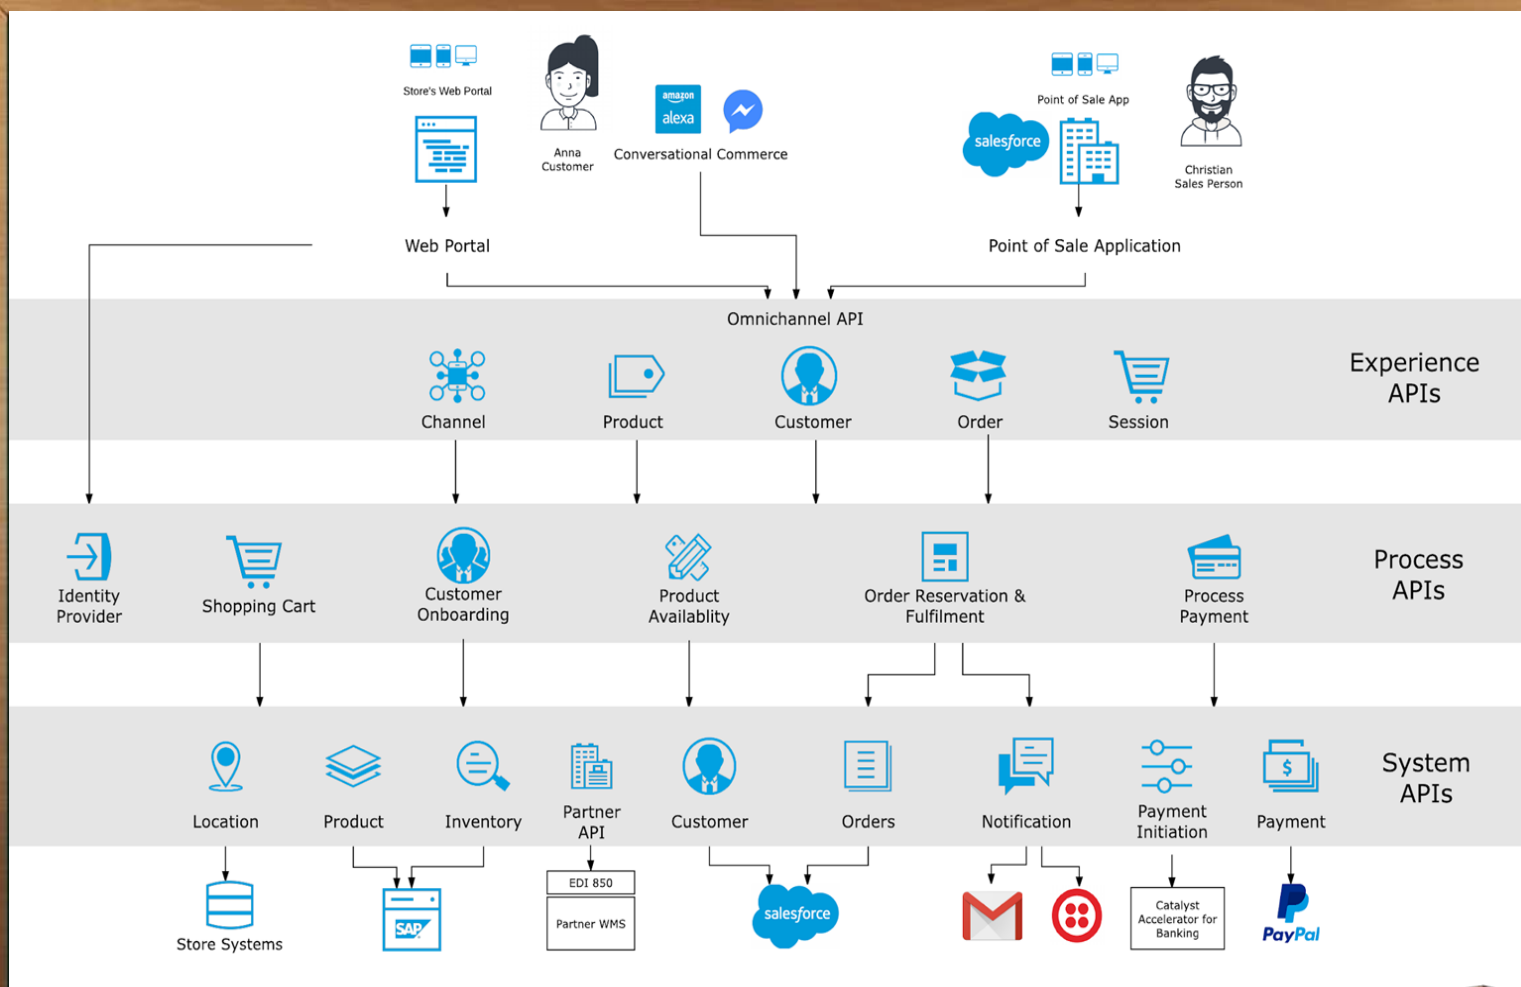 Store's Web Portal
Anna
Customer
amazon
alexa
Conversational Commerce
Point of Sale App
salesforce
Christian
Sales Person
Web Portal
Point of Sale Application
Omnichannel API
Channel
Product
Customer
Order
Session
Experience
APIs
Identity
Provider
Shopping Cart
Customer
Onboarding
Product
Availablity
Order Reservation &
Fulfilment
Process
Payment
Process
APIs
Location
Product
Inventory
Partner
API
Customer
Orders
Notification
Payment
Initiation
$
Payment
System
APIs
Store Systems
SAP
EDI 850
Partner WMS
salesforce
Catalyst
Accelerator for
Banking
PayPal